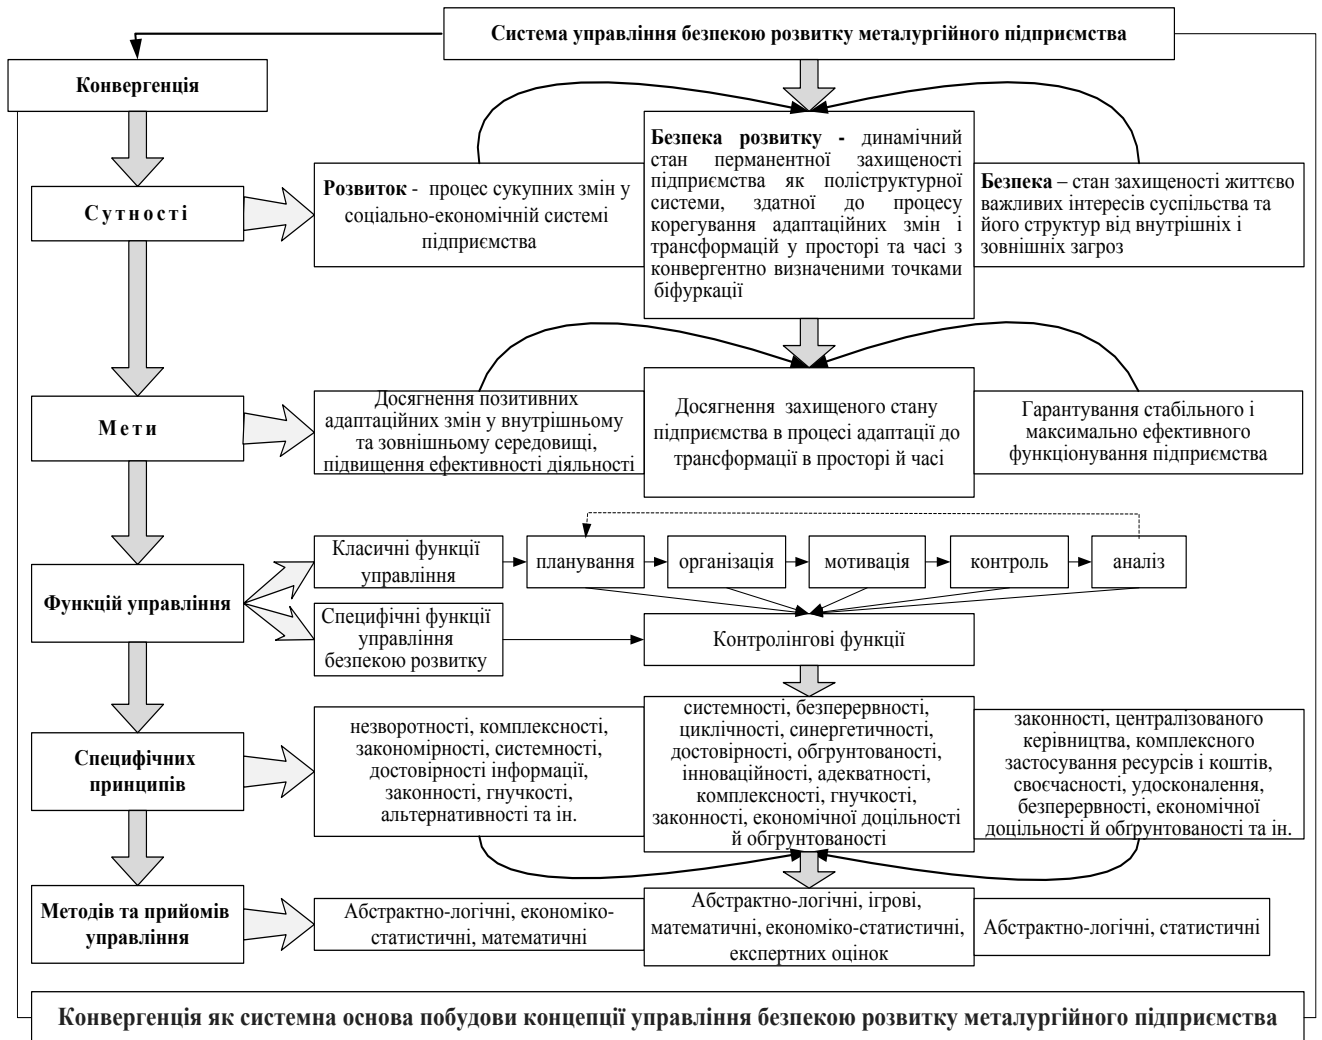 Система управління безпекою розвитку металургійного підприємства
Конвергенція
Безпека розвитку - динамічний
стан перманентної захищеності
підприємства як поліструктурної
системи, здатної до процесу
корегування адаптаційних змін і
трансформацій у просторі та часі з
конвергентно визначеними точками
біфуркації
Сутності
Розвиток - процес сукупних змін у
соціально-економічній системі
підприємства
Безпека – стан захищеності життєво
важливих інтересів суспільства та
його структур від внутрішніх і
зовнішніх загроз
Мети
Досягнення позитивних
адаптаційних змін у внутрішньому
та зовнішньому середовищі,
підвищення ефективності діяльності
Досягнення захищеного стану
підприємства в процесі адаптації до
трансформації в просторі й часі
Гарантування стабільного і
максимально ефективного
функціонування підприємства
Функцій управління
Класичні функції
управління
планування
організація
мотивація
контроль
аналіз
Специфічні функції
управління
безпекою розвитку
Контролінгові функції
Специфічних
принципів
незворотності, комплексності,
закономірності, системності,
достовірності інформації,
законності, гнучкості,
альтернативності та ін.
системності, безперервності,
циклічності, синергетичності,
достовірності, обгрунтованості,
інноваційності, адекватності,
комплексності, гнучкості,
законності, економічної доцільності
й обгрунтованості
законності, централізованого
керівництва, комплексного
застосування ресурсів і коштів,
своєчасності, удосконалення,
безперервності, економічної
доцільності й обґрунтованості та ін.
Методів та прийомів
управління
Абстрактно-логічні, економіко-
статистичні, математичні
Абстрактно-логічні, ігрові,
математичні, економіко-статистичні,
експертних оцінок
Абстрактно-логічні, статистичні
Конвергенція як системна основа побудови концепції управління безпекою розвитку металургійного підприємства